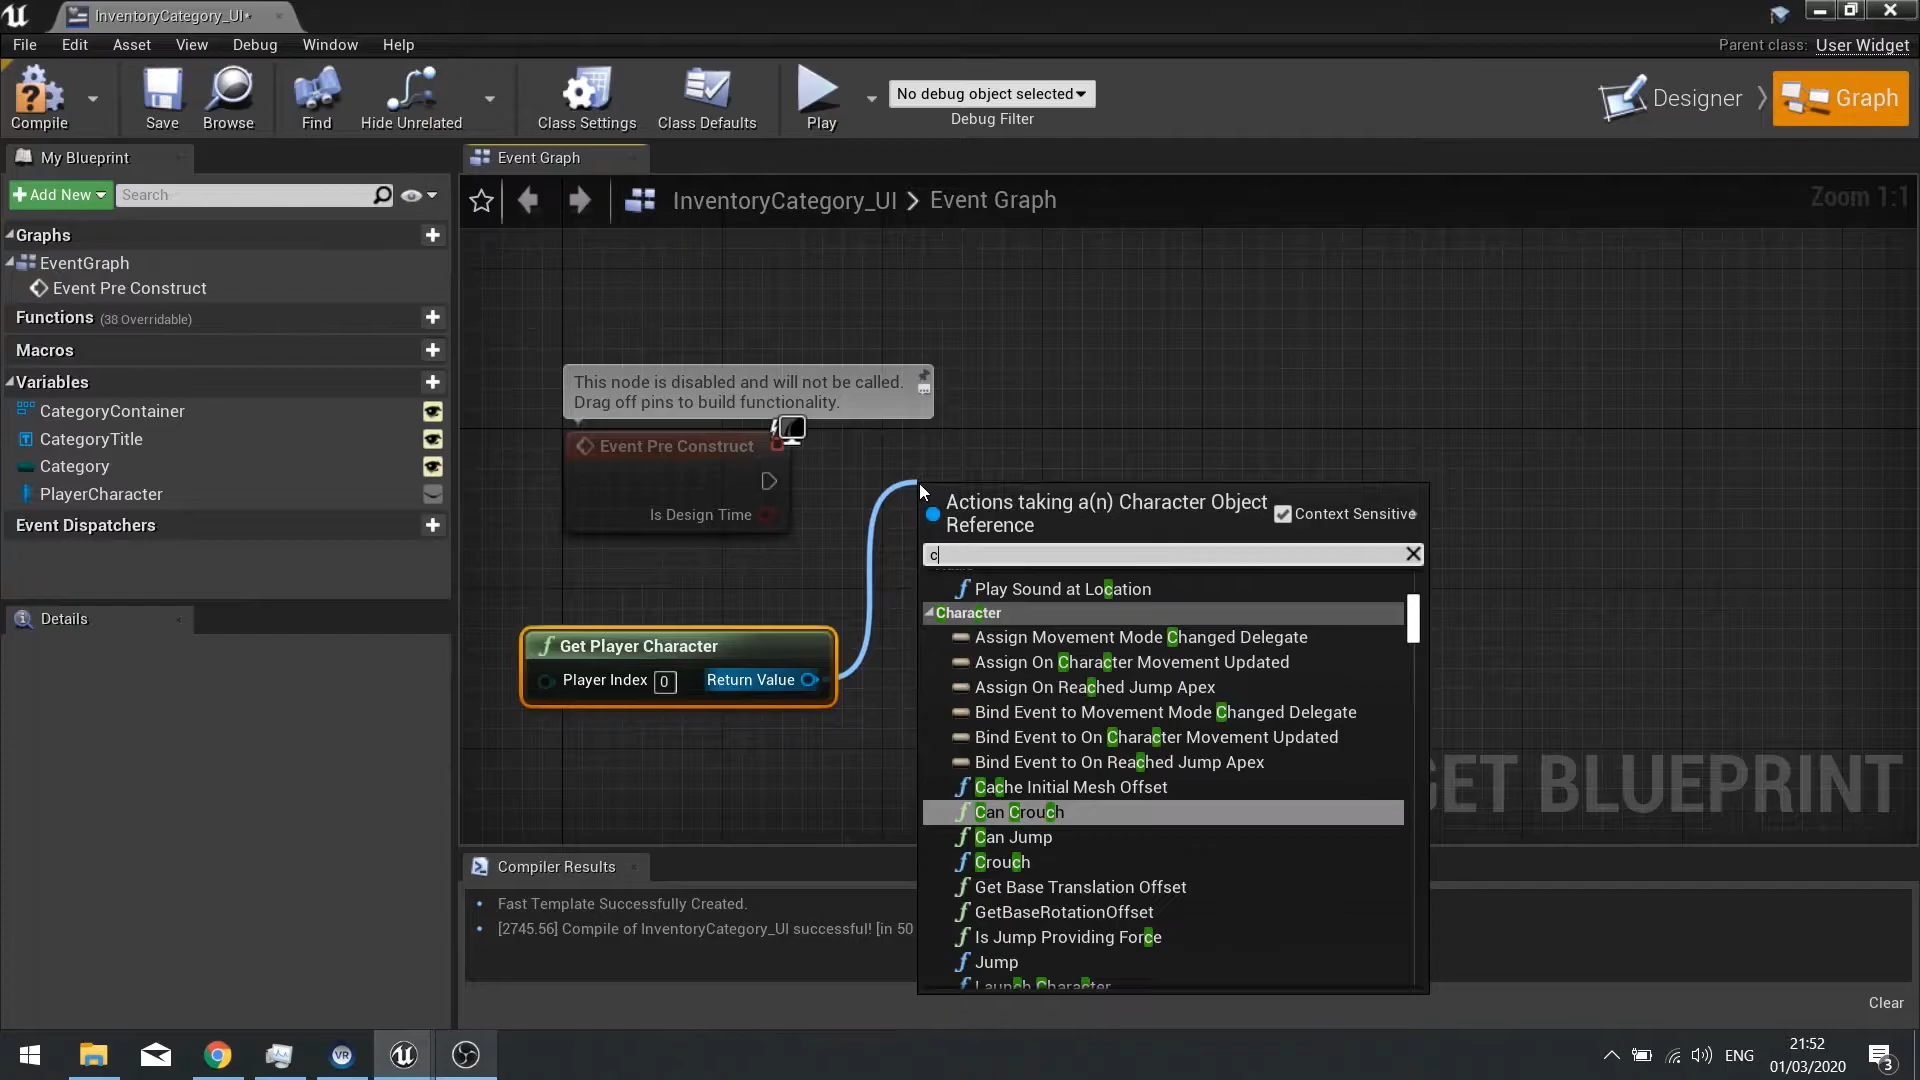 InventoryCategory_UI*
File Edit Asset View Debug Window Help
Parent class: User Widget
Compile
Save
Browse
Find
Hide Unrelated
Class Settings
Class Defaults
Play
No debug object selected
Debug Filter
Designer
Graph
My Blueprint
Add New
Search
Graphs
EventGraph
Event Pre Construct
Functions (38 Overridable)
Macros
Variables
CategoryContainer
CategoryTitle
Category
PlayerCharacter
Event Dispatchers
Details
Event Graph
InventoryCategory_UI > Event Graph
Zoom 1:1
This node is disabled and will not be called.
Drag off pins to build functionality.
Event Pre Construct
Is Design Time
Get Player Character
Player Index 0 Return Value
Actions taking a(n) Character Object
Reference
Context Sensitive
c
Play Sound at Location
Character
Assign Movement Mode Changed Delegate
Assign On Character Movement Updated
Assign On Reached Jump Apex
Bind Event to Movement Mode Changed Delegate
Bind Event to On Character Movement Updated
Bind Event to On Reached Jump Apex
Cache Initial Mesh Offset
Can Crouch
Can Jump
Crouch
Get Base Translation Offset
GetBaseRotationOffset
Is Jump Providing Force
Jump
Launch Character
GET BLUEPRINT
Compiler Results
Fast Template Successfully Created.
[2745.56] Compile of InventoryCategory_UI successful! [in 50
Clear
VR
ENG
21:52
01/03/2020
3